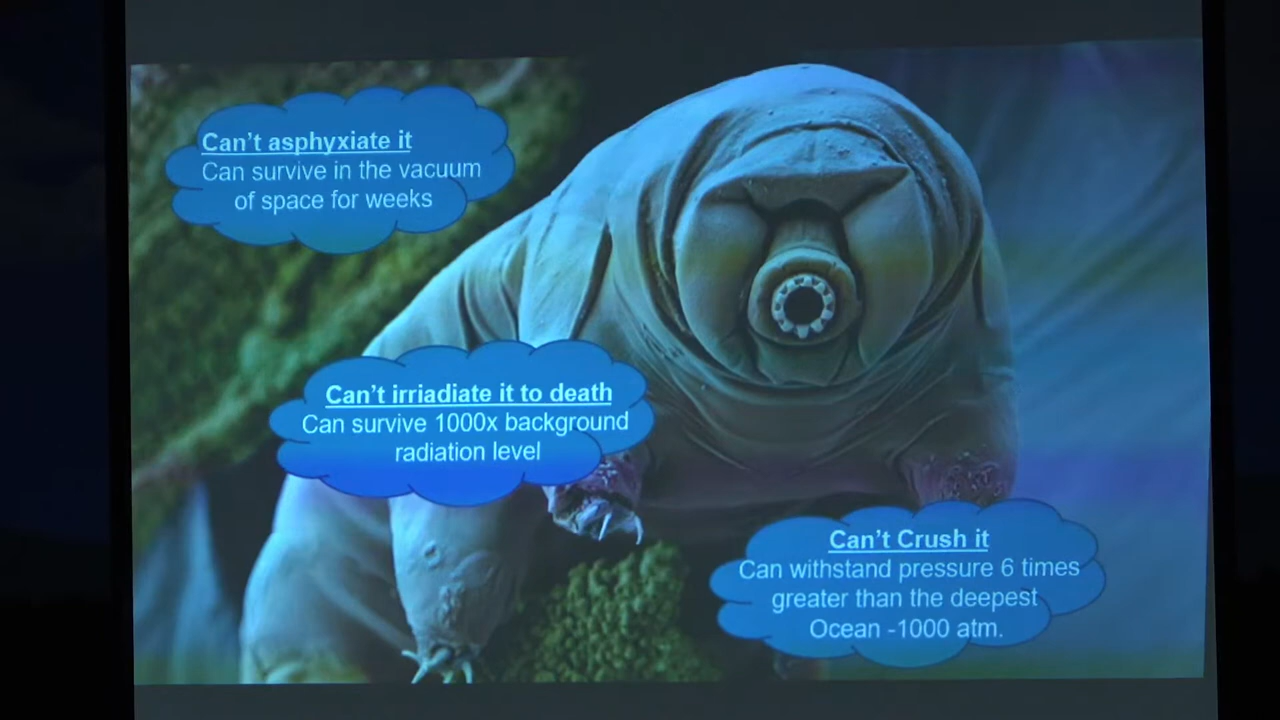 Can't asphyxiate it
Can survive in the vacuum
of space for weeks
Can't irriadiate it to death
Can survive 1000x background
radiation level
Can't Crush it
Can withstand pressure 6 times
greater than the deepest
Ocean -1000 atm.